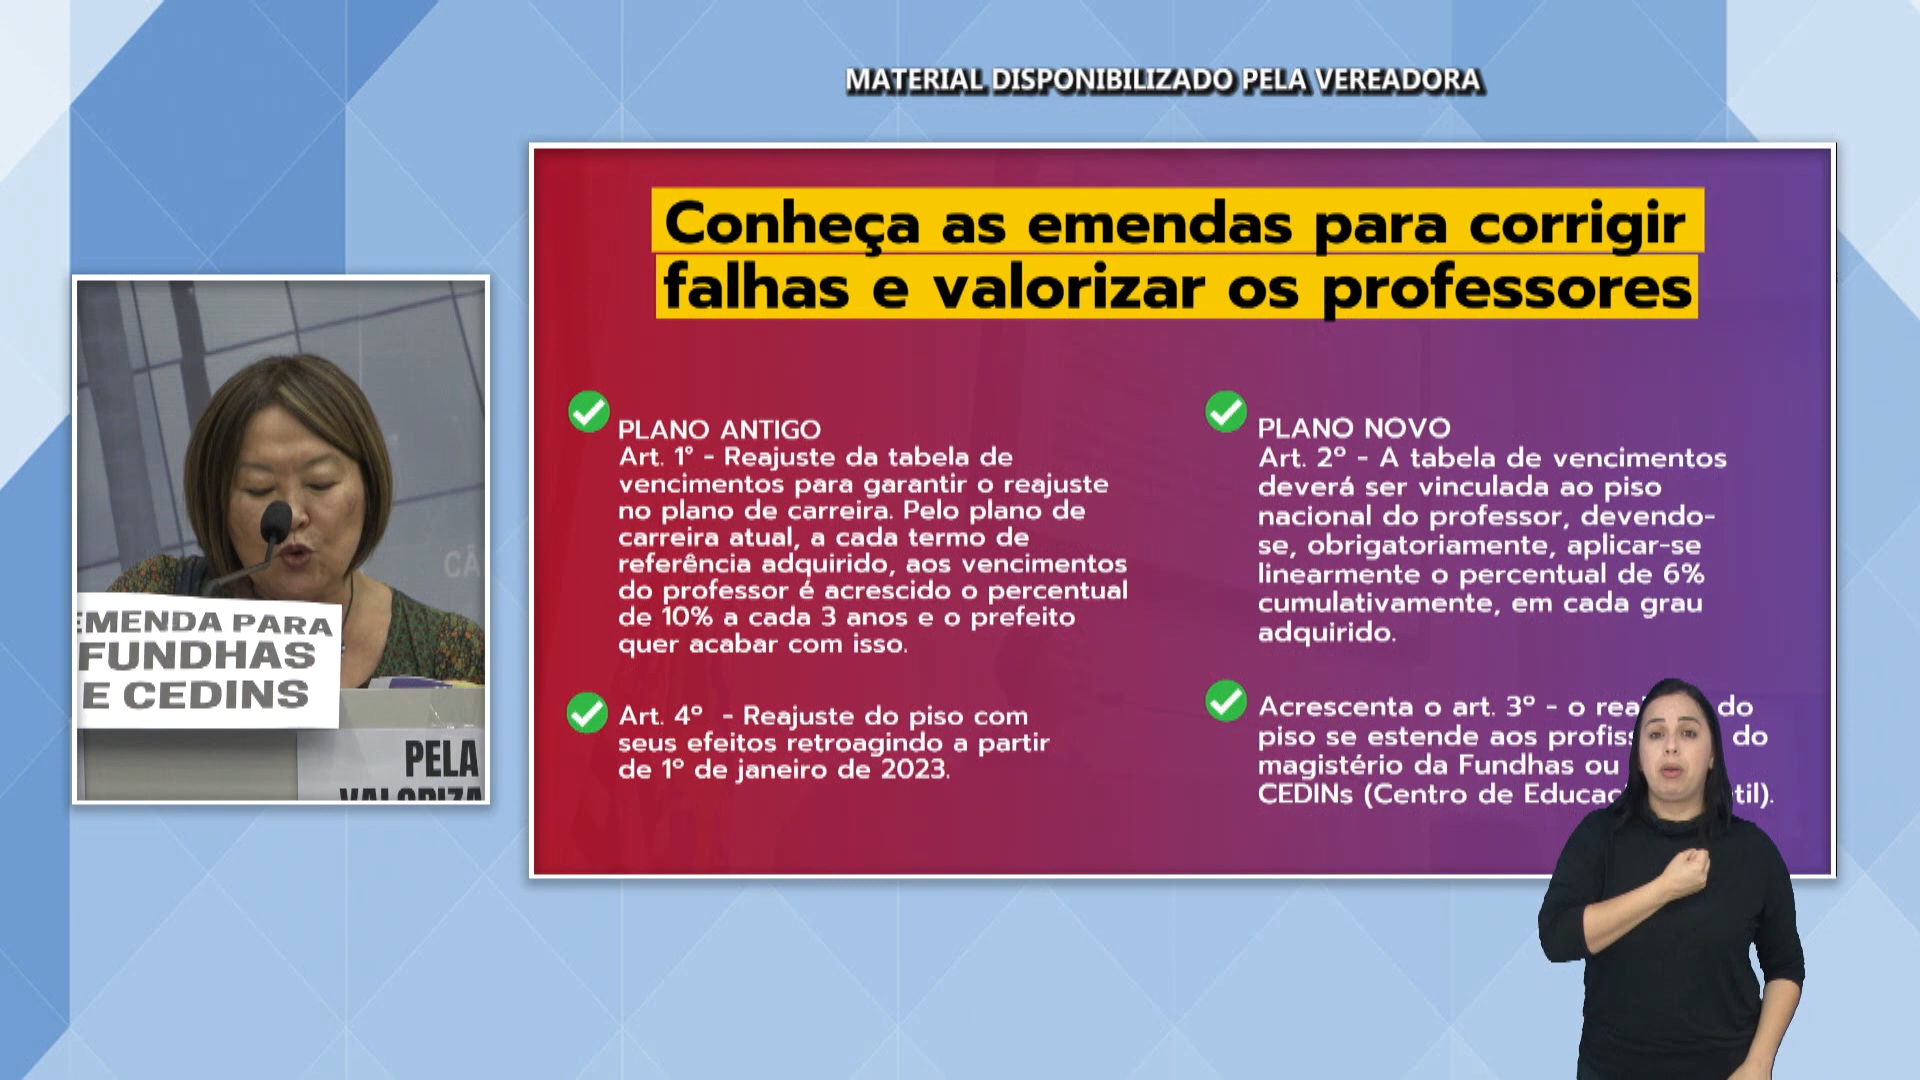 MATERIAL DISPONIBILIZADO PELA VEREADORA
Conheça as emendas para corrigir
falhas e valorizar os professores
PLANO ANTIGO
Art. 1° - Reajuste da tabela de
vencimentos para garantir o reajuste
no plano de carreira. Pelo plano de
carreira atual, a cada termo de
referência adquirido, aos vencimentos
do professor é acrescido o percentual
de 10% a cada 3 anos e o prefeito
quer acabar com isso.
Art. 4º - Reajuste do piso com
seus efeitos retroagindo a partir
de 1º de janeiro de 2023.
PLANO NOVO
Art. 2º - A tabela de vencimentos
deverá ser vinculada ao piso
nacional do professor, devendo-
se, obrigatoriamente, aplicar-se
linearmente o percentual de 6%
cumulativamente, em cada grau
adquirido.
Acrescenta o art. 3º - o do
piso se estende aos do
magistério da Fundhas ou
CEDINs (Centro de
EMENDA PARA
FUNDHAS
E CEDINS
PELA